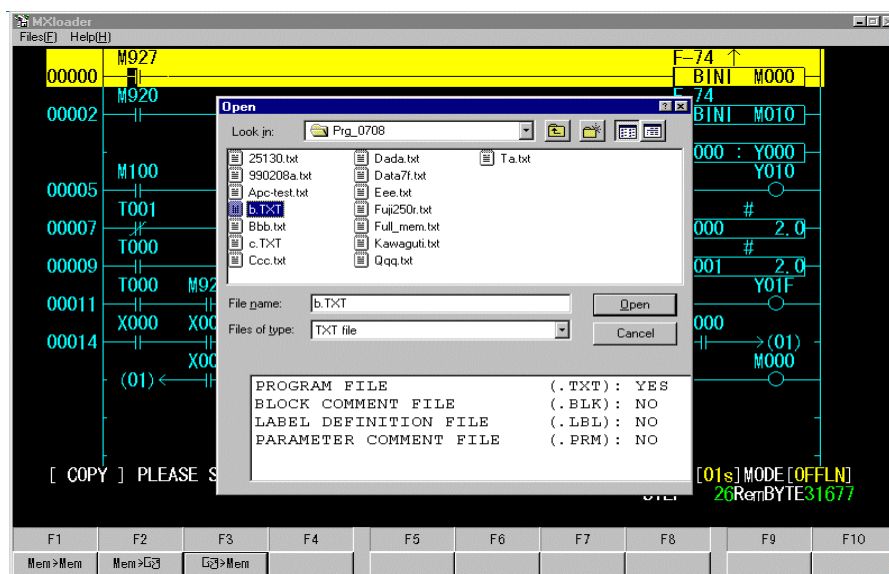 MXloader
Files(F) Help(H)
M927 F-74 ↑
00000 BINI M000
M920 F-74
00002 BINI M010
000 : Y000
M100 Y010
00005
T001 #
00007 000 2.0
T000 #
00009 001 2.0
T000 M92 Y01F
00011
X000 X00 000
00014 →(01)
X00 M000
(01)←
Open
Look in: Prg_0708
25130.txt Dada.txt Ta.txt
990208a.txt Data7f.txt
Apc-test.txt Eee.txt
b.TXT Fuji250r.txt
Bbb.txt Full_mem.txt
c.TXT Kawaguti.txt
Ccc.txt Qqq.txt
File name: b.TXT Open
Files of type: TXT file Cancel
PROGRAM FILE (.TXT): YES
BLOCK COMMENT FILE (.BLK): NO
LABEL DEFINITION FILE (.LBL): NO
PARAMETER COMMENT FILE (.PRM): NO
[ COPY ] PLEASE S [01s]MODE[OFFLN]
26RemBYTE31677
F1 F2 F3 F4 F5 F6 F7 F8 F9 F10
Mem>Mem Mem> >Mem